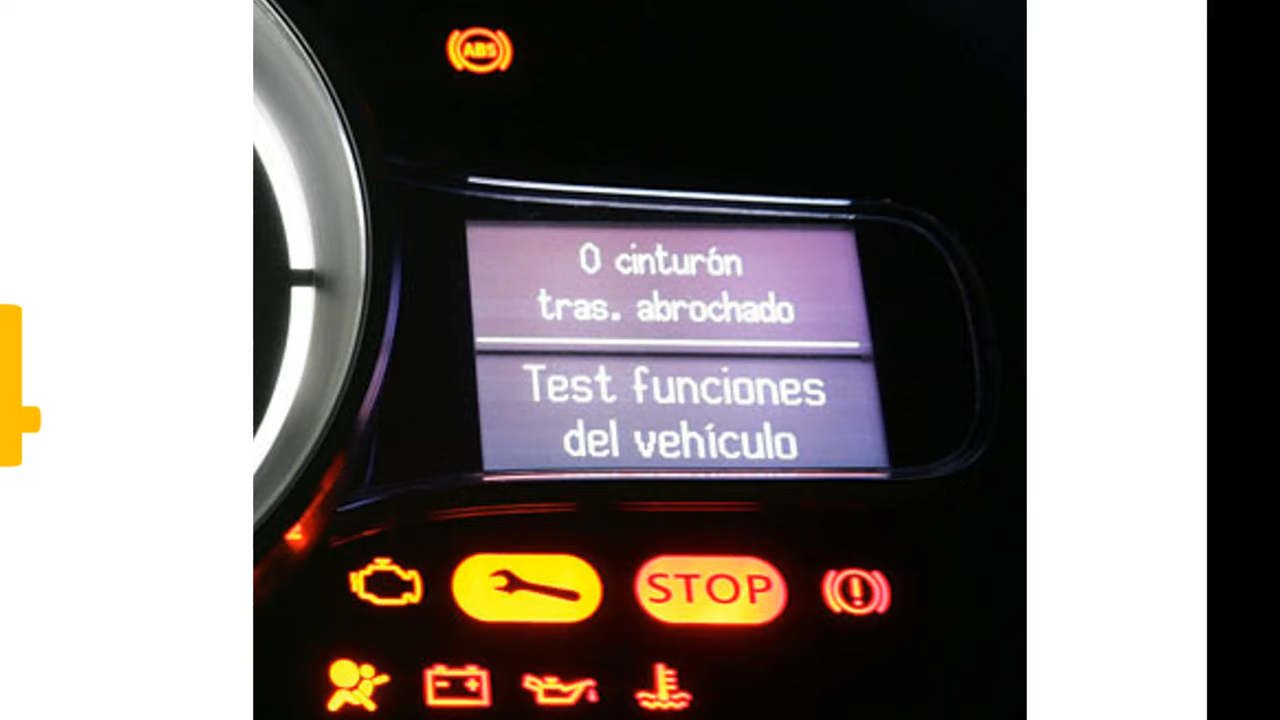 ABS
0 cinturón
tras. abrochado
Test funciones
del vehículo
STOP